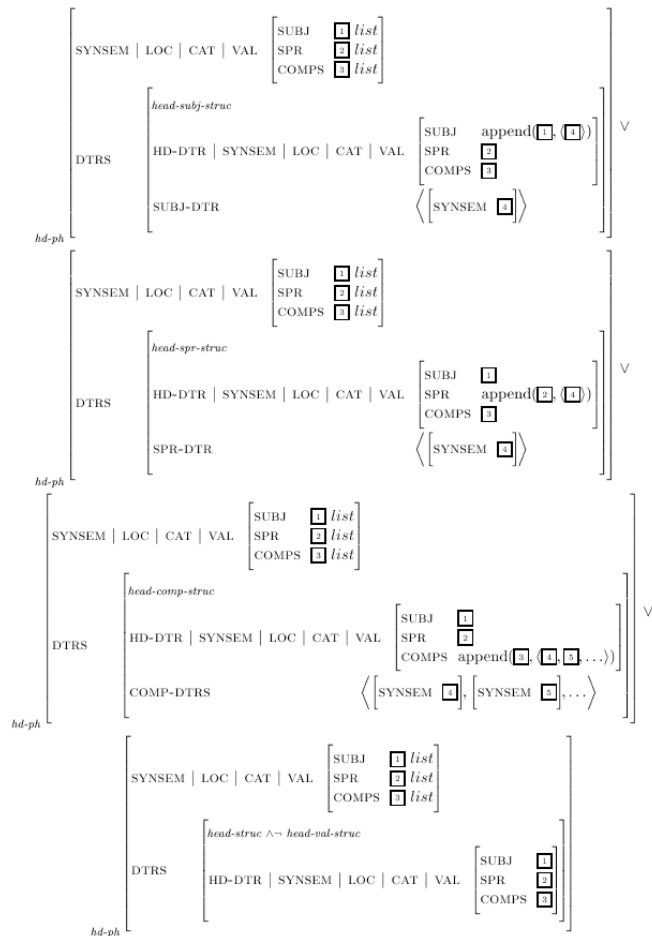 SUBJ 1 list
SYNSEM | LOC | CAT | VAL SPR 2 list
COMPS 3 list
head-subj-struc
SUBJ append(1, ⟨4⟩)
DTRS HD-DTR | SYNSEM | LOC | CAT | VAL SPR 2 ∨
COMPS 3
SUBJ-DTR ⟨[SYNSEM 4]⟩
hd-ph
SUBJ 1 list
SYNSEM | LOC | CAT | VAL SPR 2 list
COMPS 3 list
head-spr-struc
SUBJ 1
DTRS HD-DTR | SYNSEM | LOC | CAT | VAL SPR append(2, ⟨4⟩) ∨
COMPS 3
SPR-DTR ⟨[SYNSEM 4]⟩
hd-ph
SUBJ 1 list
SYNSEM | LOC | CAT | VAL SPR 2 list
COMPS 3 list
head-comp-struc
SUBJ 1
DTRS HD-DTR | SYNSEM | LOC | CAT | VAL SPR 2 ∨
COMPS append(3, ⟨4, 5, ...⟩)
COMP-DTRS ⟨[SYNSEM 4], [SYNSEM 5], ...⟩
hd-ph
SUBJ 1 list
SYNSEM | LOC | CAT | VAL SPR 2 list
COMPS 3 list
head-struc ∧¬ head-val-struc
SUBJ 1
DTRS HD-DTR | SYNSEM | LOC | CAT | VAL SPR 2
COMPS 3
hd-ph